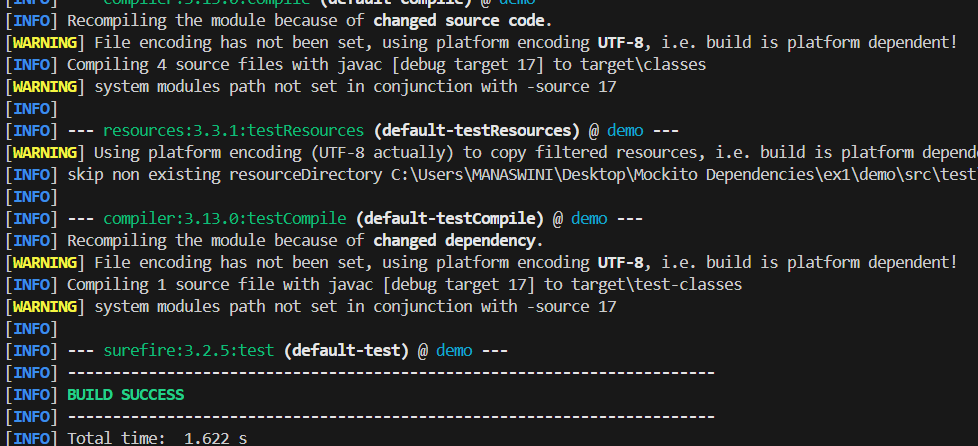 [INFO] --- compiler:3.13.0:compile (default-compile) @ demo ---
[INFO] Recompiling the module because of changed source code.
[WARNING] File encoding has not been set, using platform encoding UTF-8, i.e. build is platform dependent!
[INFO] Compiling 4 source files with javac [debug target 17] to target\classes
[WARNING] system modules path not set in conjunction with -source 17
[INFO]
[INFO] --- resources:3.3.1:testResources (default-testResources) @ demo ---
[WARNING] Using platform encoding (UTF-8 actually) to copy filtered resources, i.e. build is platform depend
[INFO] skip non existing resourceDirectory C:\Users\MANASWINI\Desktop\Mockito Dependencies\ex1\demo\src\test
[INFO]
[INFO] --- compiler:3.13.0:testCompile (default-testCompile) @ demo ---
[INFO] Recompiling the module because of changed dependency.
[WARNING] File encoding has not been set, using platform encoding UTF-8, i.e. build is platform dependent!
[INFO] Compiling 1 source file with javac [debug target 17] to target\test-classes
[WARNING] system modules path not set in conjunction with -source 17
[INFO]
[INFO] --- surefire:3.2.5:test (default-test) @ demo ---
[INFO] ------------------------------------------------------------------------
[INFO] BUILD SUCCESS
[INFO] ------------------------------------------------------------------------
[INFO] Total time:  1.622 s